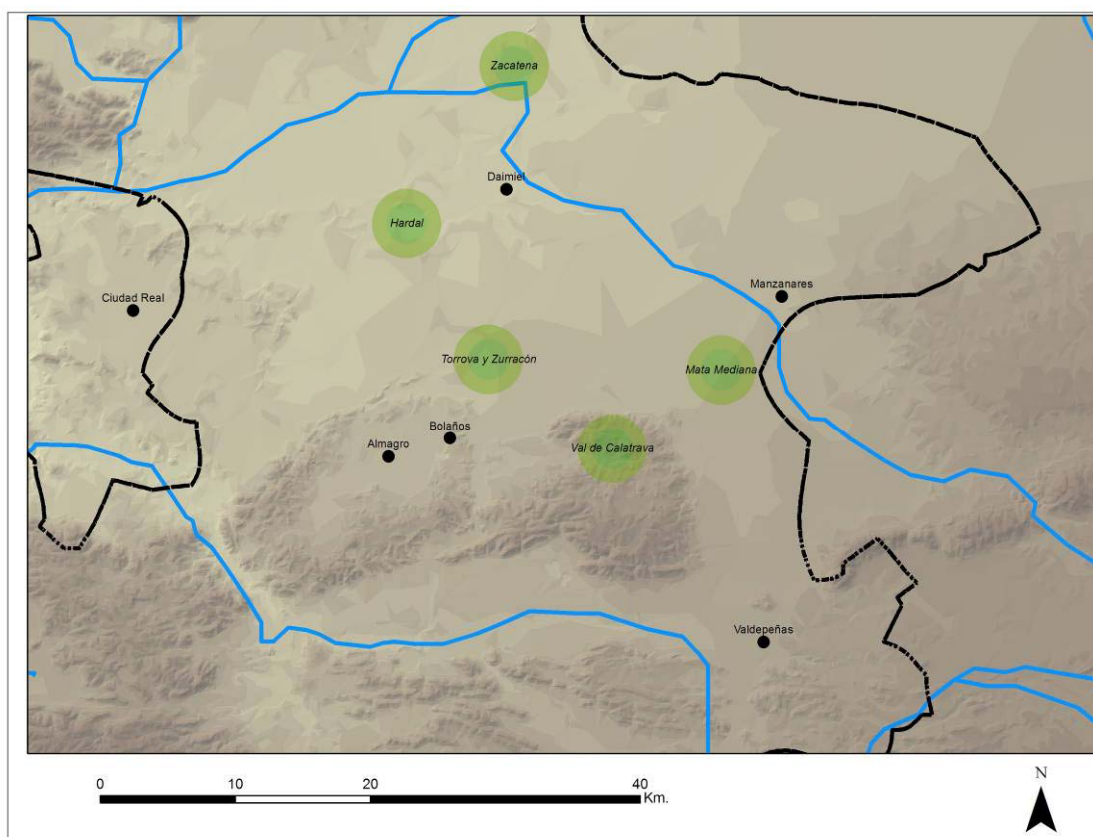 Zacatena
Daimiel
Hardal
Manzanares
Ciudad Real
Torrova y Zurracón
Mata Mediana
Bolaños
Almagro
Val de Calatrava
Valdepeñas
0 10 20 40
Km.
N